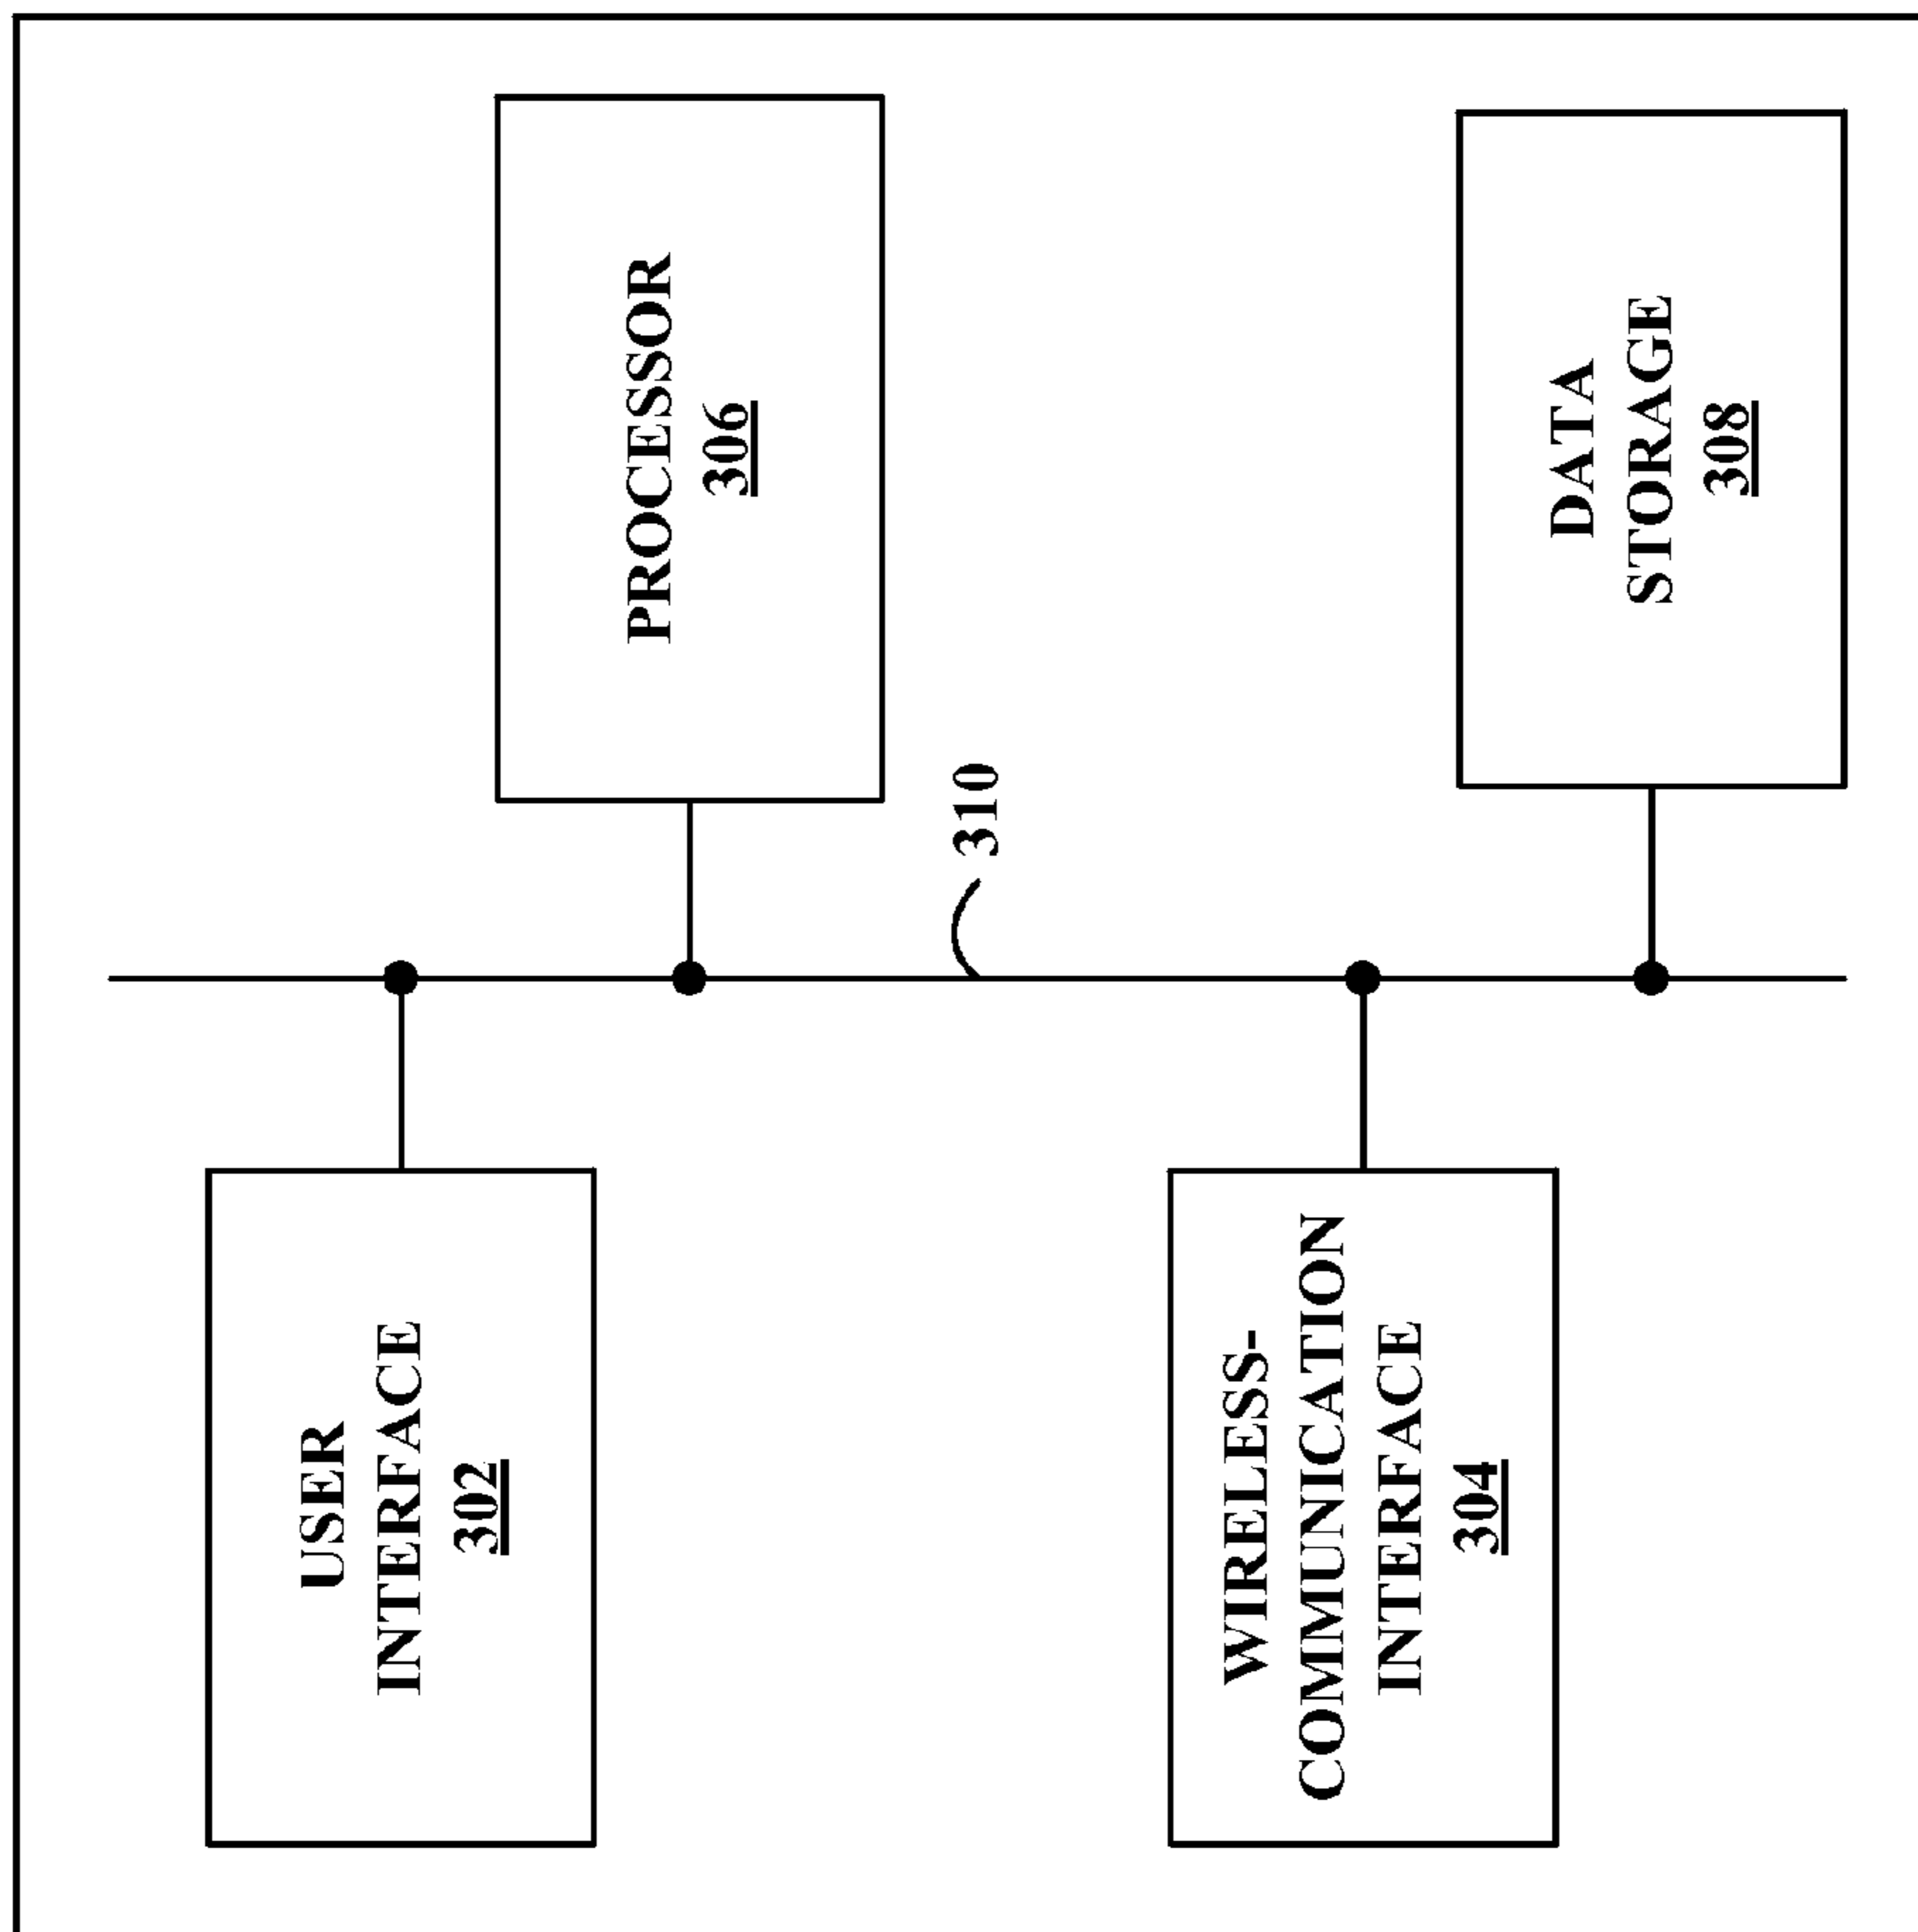 USER
INTERFACE
302
WIRELESS-
COMMUNICATION
INTERFACE
304
310
PROCESSOR
306
DATA
STORAGE
308